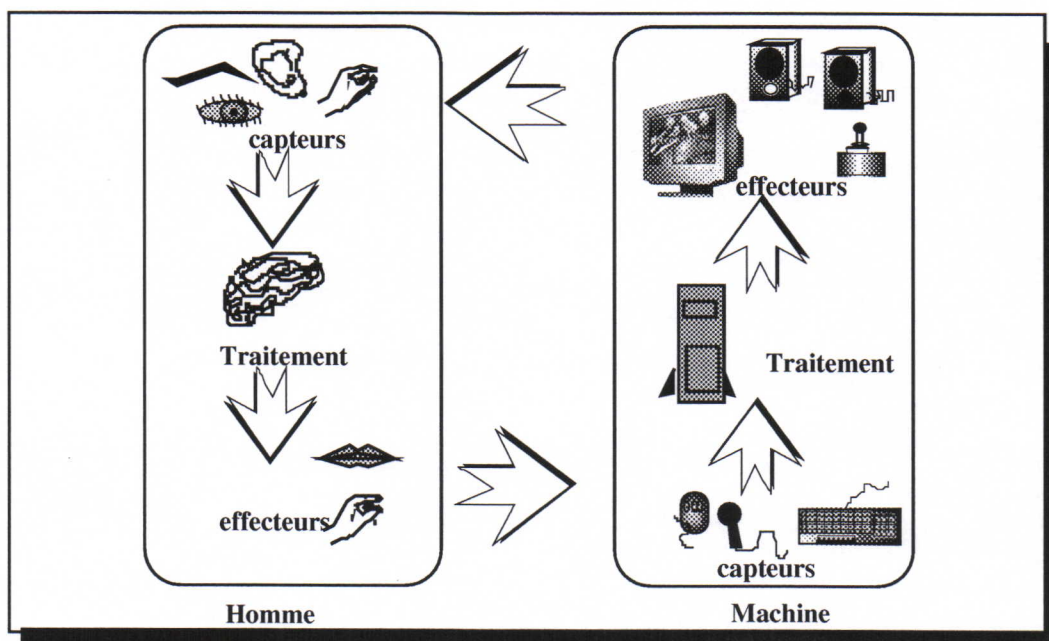 capteurs
Traitement
effecteurs
Homme
effecteurs
Traitement
capteurs
Machine